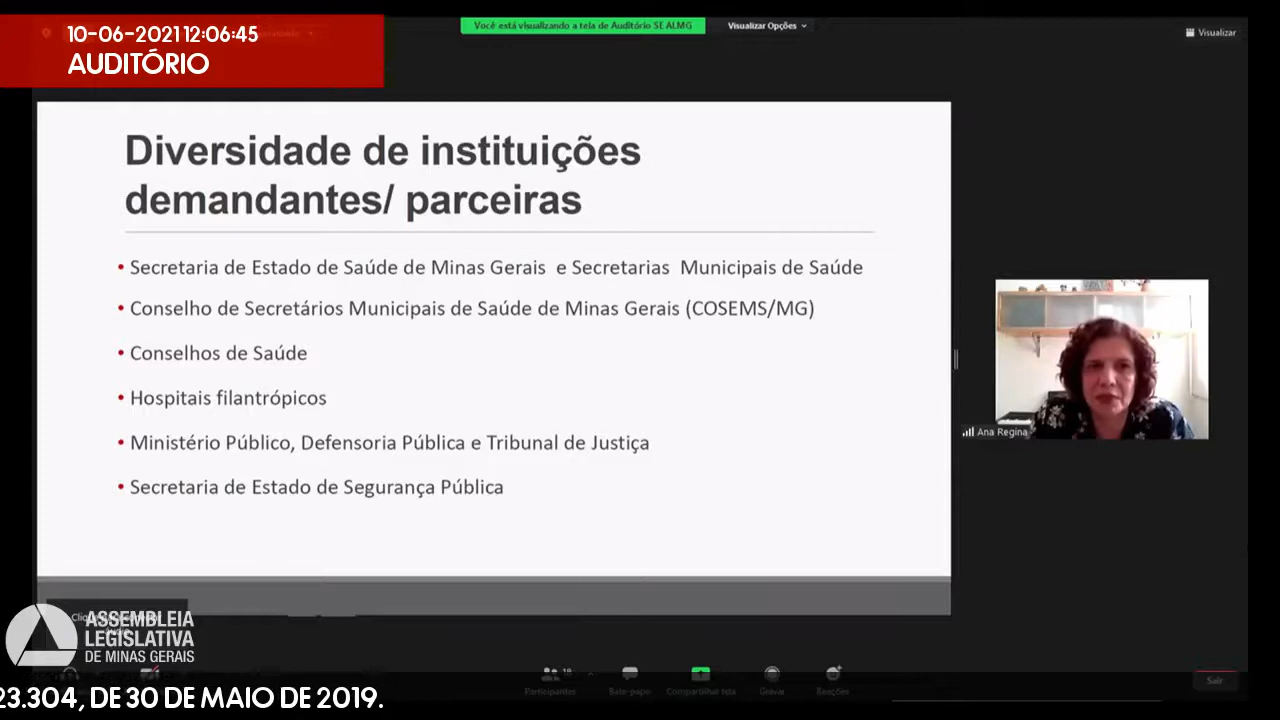 10-06-2021 12:06:45
AUDITÓRIO
Você está visualizando a tela de Auditório SE ALMG
Visualizar Opções
Visualizar
Diversidade de instituições
demandantes/ parceiras
• Secretaria de Estado de Saúde de Minas Gerais e Secretarias Municipais de Saúde
• Conselho de Secretários Municipais de Saúde de Minas Gerais (COSEMS/MG)
• Conselhos de Saúde
• Hospitais filantrópicos
• Ministério Público, Defensoria Pública e Tribunal de Justiça
• Secretaria de Estado de Segurança Pública
Ana Regina
ASSEMBLEIA
LEGISLATIVA
DE MINAS GERAIS
18
Participantes
Bate-papo
Compartilhar tela
Gravar
Reações
Sair
23.304, DE 30 DE MAIO DE 2019.